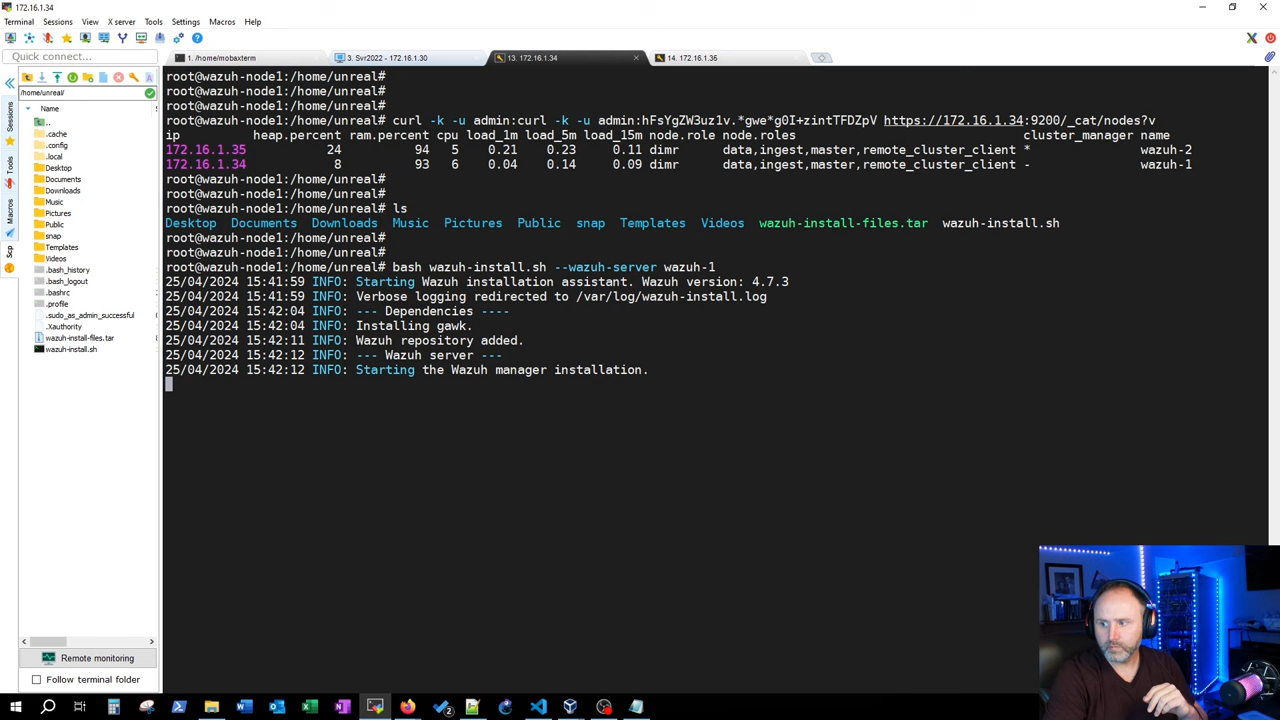 172.16.1.34
Terminal Sessions View X server Tools Settings Macros Help
Quick connect...
1. /home/mobaxterm
3. Svr2022 - 172.16.1.30
13. 172.16.1.34
14. 172.16.1.36
/home/unreal/
Name
..
.cache
.config
.local
Desktop
Documents
Downloads
Music
Pictures
Public
snap
Templates
Videos
.bash_history
.bash_logout
.bashrc
.profile
.sudo_as_admin_successful
.Xauthority
wazuh-install-files.tar
wazuh-install.sh
Sessions
Tools
Macros
Scp
Remote monitoring
Follow terminal folder
root@wazuh-node1:/home/unreal#
root@wazuh-node1:/home/unreal#
root@wazuh-node1:/home/unreal#
root@wazuh-node1:/home/unreal# curl -k -u admin:curl -k -u admin:hFsYgZW3uz1v.*gwe*g0I+zintTFDZpV https://172.16.1.34:9200/_cat/nodes?v
ip heap.percent ram.percent cpu load_1m load_5m load_15m node.role node.roles cluster_manager name
172.16.1.35 24 94 5 0.21 0.23 0.11 dimr data,ingest,master,remote_cluster_client * wazuh-2
172.16.1.34 8 93 6 0.04 0.14 0.09 dimr data,ingest,master,remote_cluster_client - wazuh-1
root@wazuh-node1:/home/unreal#
root@wazuh-node1:/home/unreal#
root@wazuh-node1:/home/unreal# ls
Desktop Documents Downloads Music Pictures Public snap Templates Videos wazuh-install-files.tar wazuh-install.sh
root@wazuh-node1:/home/unreal#
root@wazuh-node1:/home/unreal#
root@wazuh-node1:/home/unreal# bash wazuh-install.sh --wazuh-server wazuh-1
25/04/2024 15:41:59 INFO: Starting Wazuh installation assistant. Wazuh version: 4.7.3
25/04/2024 15:41:59 INFO: Verbose logging redirected to /var/log/wazuh-install.log
25/04/2024 15:42:04 INFO: --- Dependencies ----
25/04/2024 15:42:04 INFO: Installing gawk.
25/04/2024 15:42:11 INFO: Wazuh repository added.
25/04/2024 15:42:12 INFO: --- Wazuh server ---
25/04/2024 15:42:12 INFO: Starting the Wazuh manager installation.